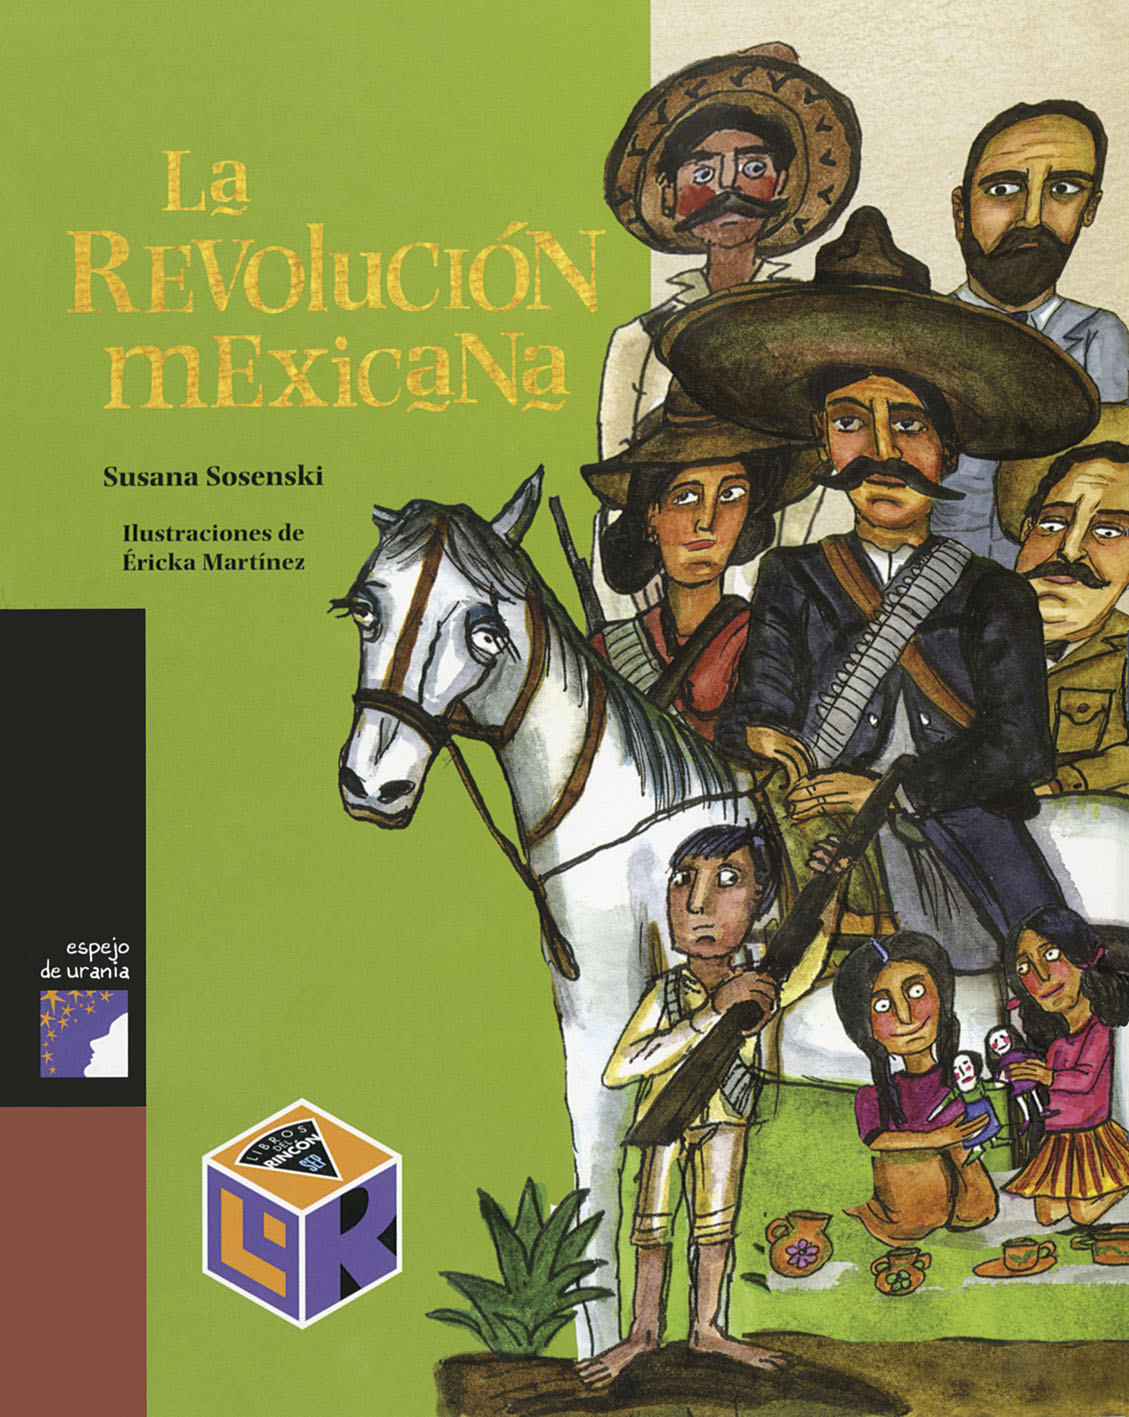 La
REVoluCIÓN
mExicaNa
Susana Sosenski
Ilustraciones de
Éricka Martínez
espejo
de urania
LIBROS
DEL
RINCÓN
SEP
L R